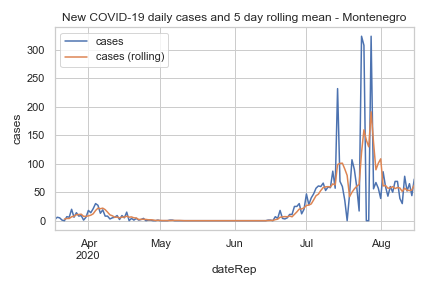 New COVID-19 daily cases and 5 day rolling mean - Montenegro
cases
cases (rolling)
300
250
200
150
100
50
0
cases
Apr
2020
May
Jun
Jul
Aug
dateRep